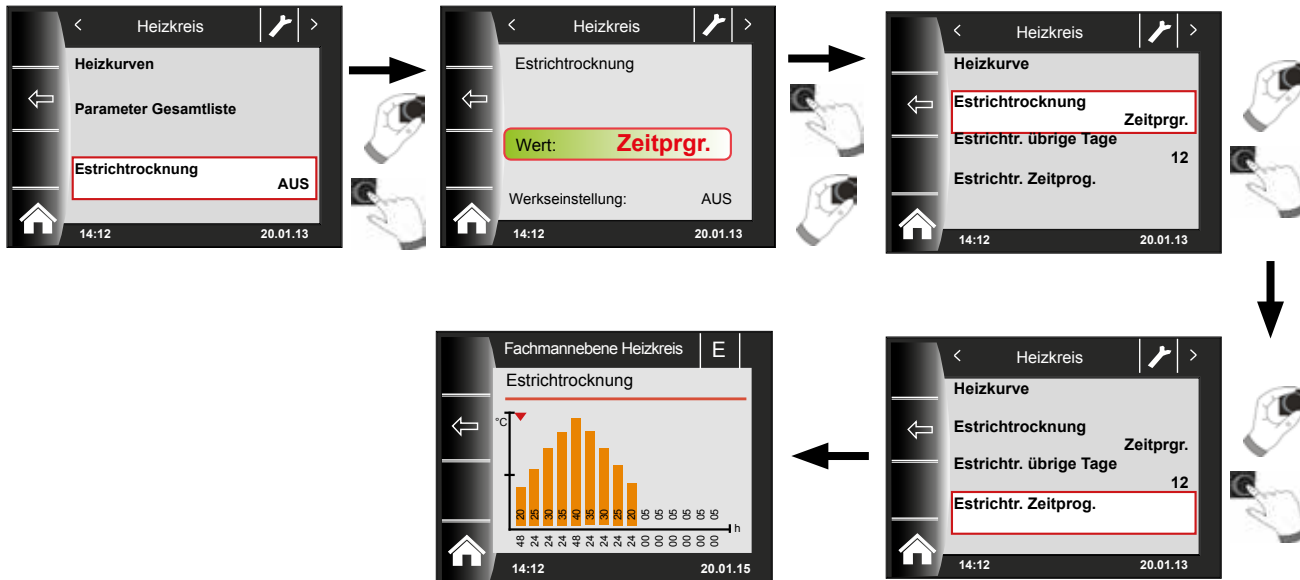 < Heizkreis >
Heizkurven
Parameter Gesamtliste
Estrichtrocknung
AUS
14:12 20.01.13
< Heizkreis >
Estrichtrocknung
Wert: Zeitprgr.
Werkseinstellung: AUS
14:12 20.01.13
< Heizkreis >
Heizkurve
Estrichtrocknung
Zeitprgr.
Estrichtr. übrige Tage
12
Estrichtr. Zeitprog.
14:12 20.01.13
Fachmannebene Heizkreis E
Estrichtrocknung
°C
20 25 30 35 40 35 30 25 20 05 05 05 05 05 05
h
48 24 24 24 48 24 24 24 24 00 00 00 00 00 00
14:12 20.01.15
< Heizkreis >
Heizkurve
Estrichtrocknung
Zeitprgr.
Estrichtr. übrige Tage
12
Estrichtr. Zeitprog.
14:12 20.01.13